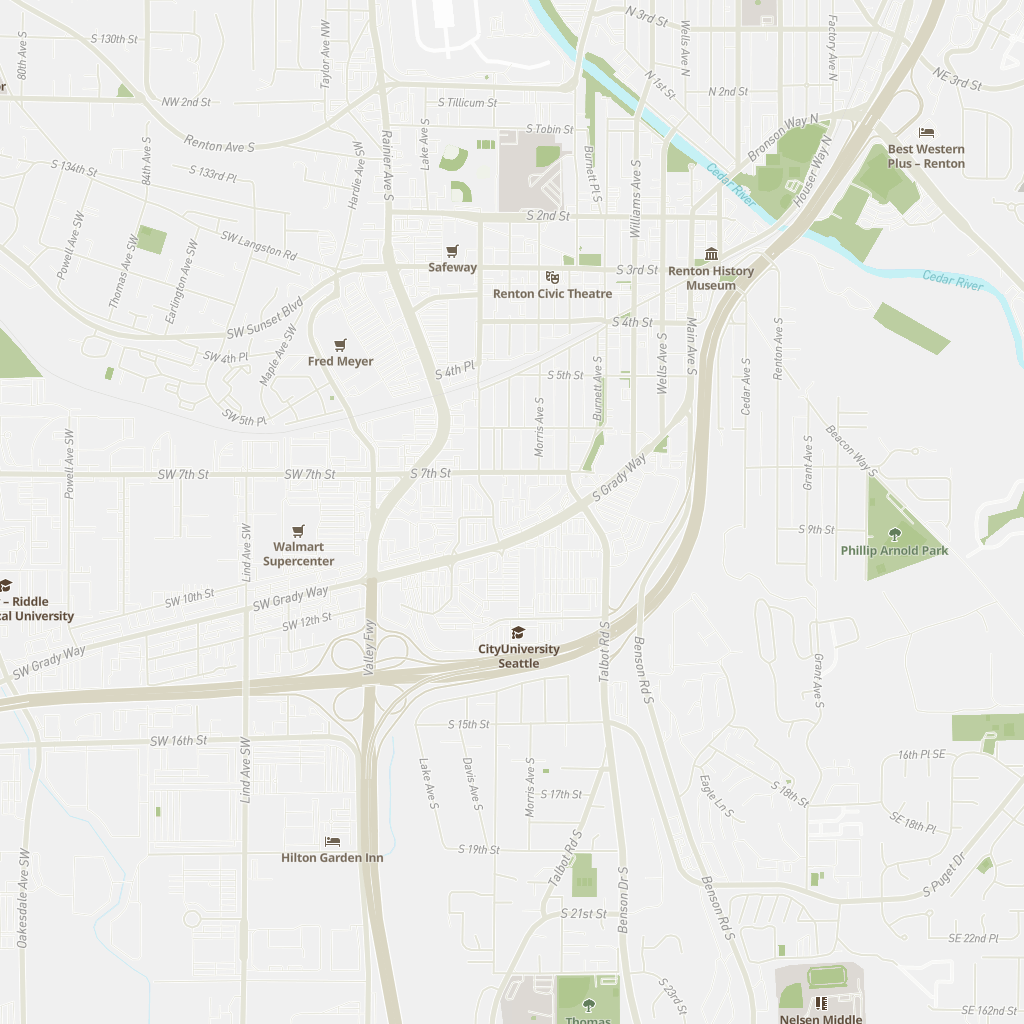 N 3rd St
Wells Ave N
Factory Ave N
80th Ave S
S 130th St
Taylor Ave NW
NE 3rd St
N 1st St
N 2nd St
NW 2nd St
S Tillicum St
Renton Ave S
Rainier Ave S
Lake Ave S
S Tobin St
Bronson Way N
Best Western
Plus – Renton
84th Ave S
Hardie Ave SW
Burnett Pl S
Williams Ave S
Houser Way N
S 134th St
S 133rd Pl
Cedar River
S 2nd St
Powell Ave SW
Thomas Ave SW
Earlington Ave SW
SW Langston Rd
Safeway
S 3rd St
Renton Civic Theatre
Renton History
Museum
Cedar River
SW Sunset Blvd
S 4th St
Main Ave S
Wells Ave S
Renton Ave S
Maple Ave SW
SW 4th Pl
Fred Meyer
S 4th Pl
S 5th St
Burnett Ave S
Cedar Ave S
SW 5th Pl
Morris Ave S
Powell Ave SW
Grant Ave S
Beacon Way S
SW 7th St
SW 7th St
S 7th St
S Grady Way
Lind Ave SW
Walmart
Supercenter
S 9th St
Phillip Arnold Park
– Riddle
cal University
SW 10th St
SW Grady Way
SW 12th St
Valley Fwy
CityUniversity
Seattle
Talbot Rd S
Benson Rd S
Grant Ave S
SW Grady Way
S 15th St
SW 16th St
Lind Ave SW
Lake Ave S
Davis Ave S
Morris Ave S
S 17th St
16th Pl SE
Eagle Ln S
S 18th St
SE 18th Pl
Hilton Garden Inn
S 19th St
Talbot Rd S
Benson Dr S
Benson Rd S
S Puget Dr
Oakesdale Ave SW
S 21st St
SE 22nd Pl
S 23rd St
Thomas
Nelsen Middle
SE 162nd St